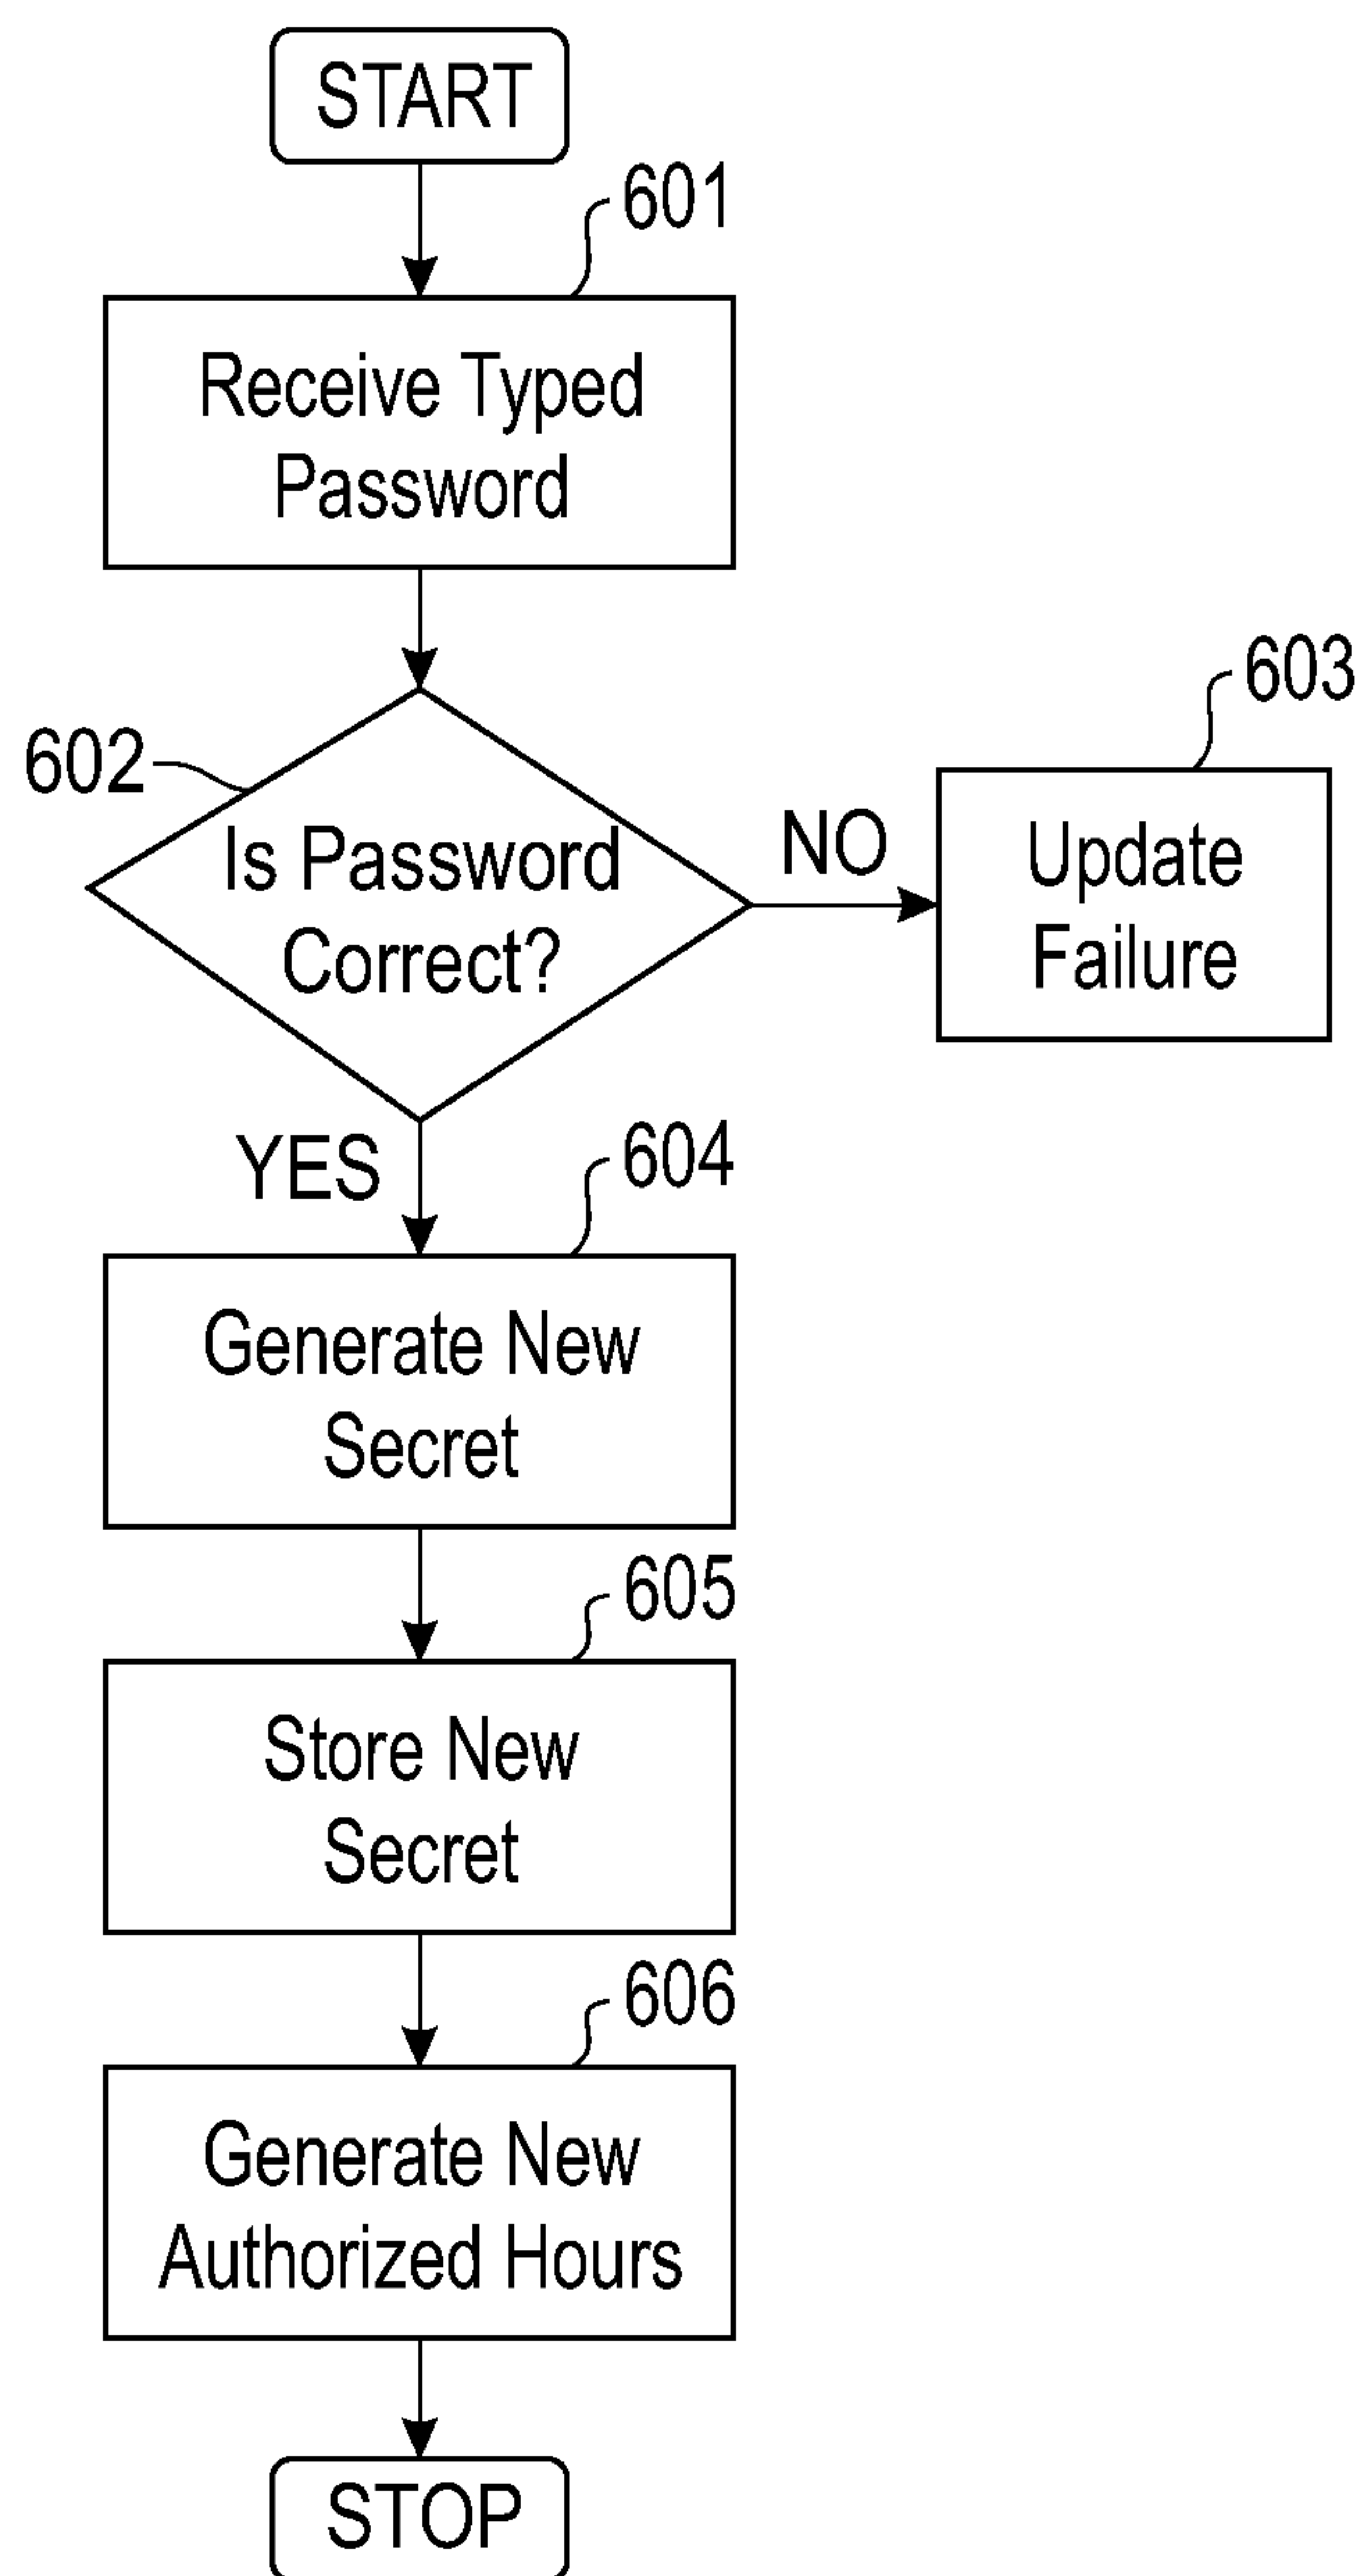 START
601
Receive Typed
Password
602
Is Password
Correct?
NO
603
Update
Failure
YES
604
Generate New
Secret
605
Store New
Secret
606
Generate New
Authorized Hours
STOP